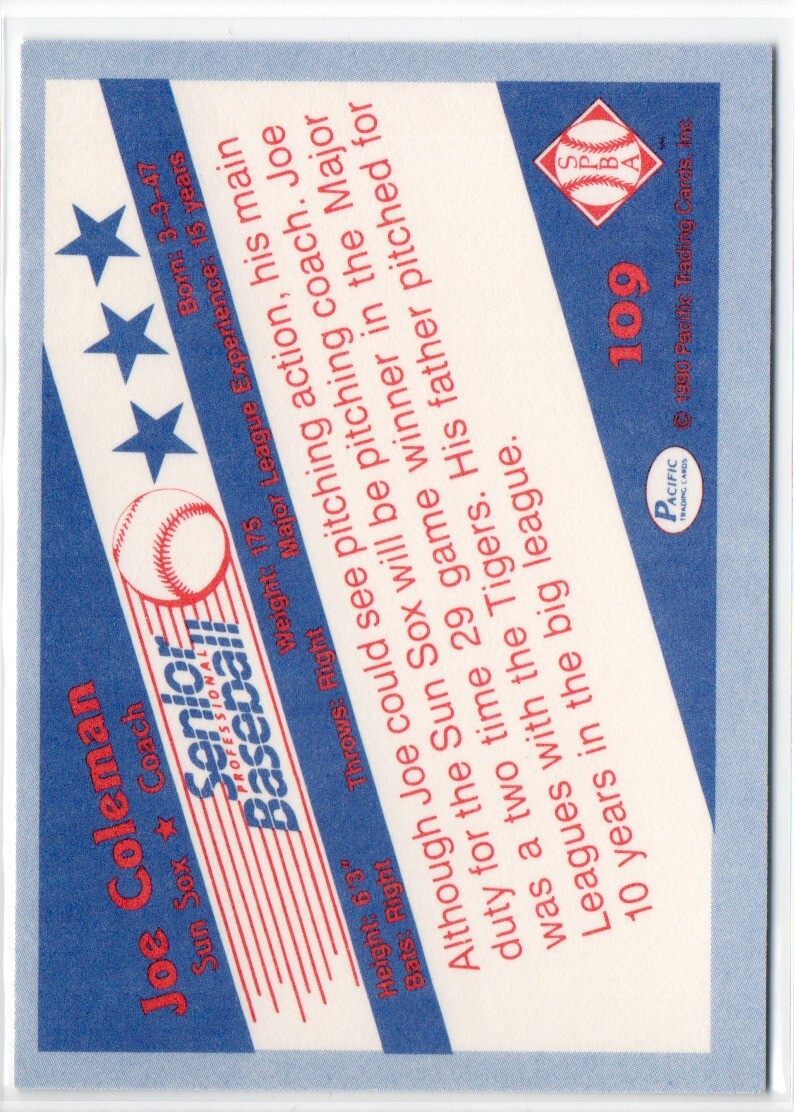 Joe Coleman
Sun Sox ★ Coach
Senior
PROFESSIONAL
Baseball
Height: 6'3" Weight: 175 Born: 3-3-47
Bats: Right Throws: Right Major League Experience: 15 years
Although Joe could see pitching action, his main
duty for the Sun Sox will be pitching coach. Joe
was a two time 29 game winner in the Major
Leagues with the Tigers. His father pitched for
10 years in the big league.
SPBA
TM
109
PACIFIC
TRADING CARDS
© 1990 Pacific Trading Cards, Inc.